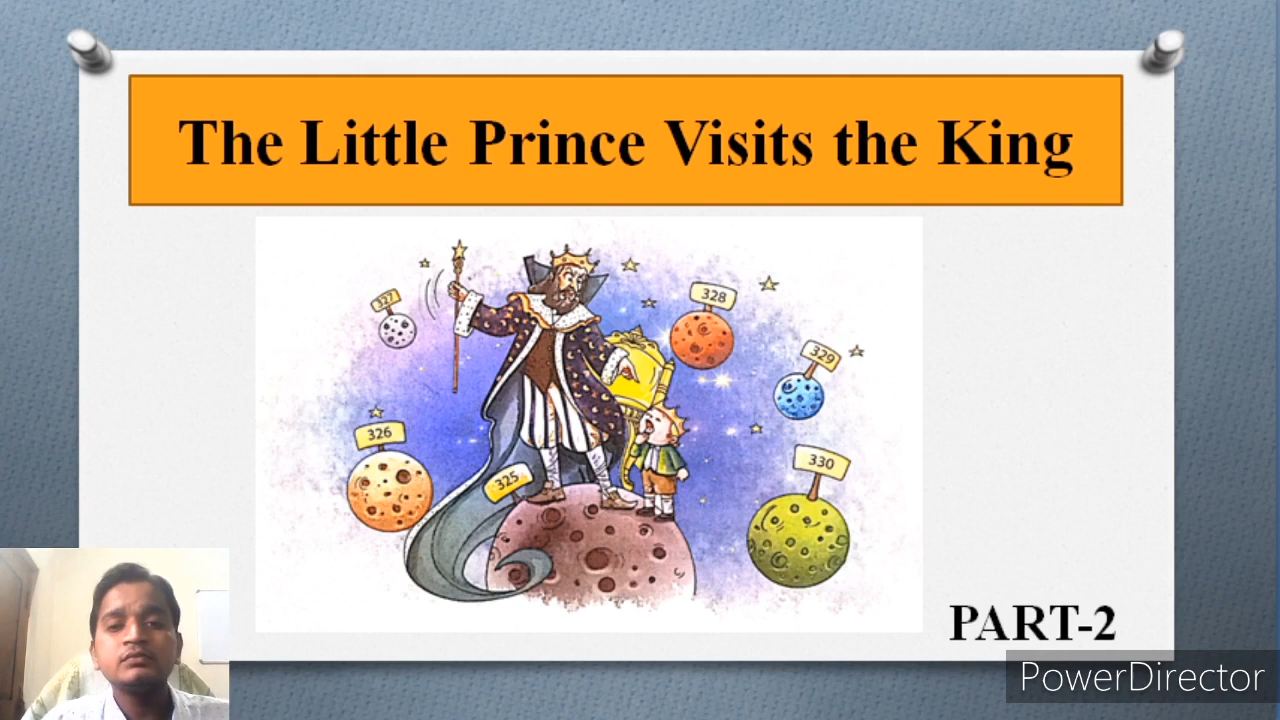 The Little Prince Visits the King
327
328
329
326
330
325
PART-2
PowerDirector